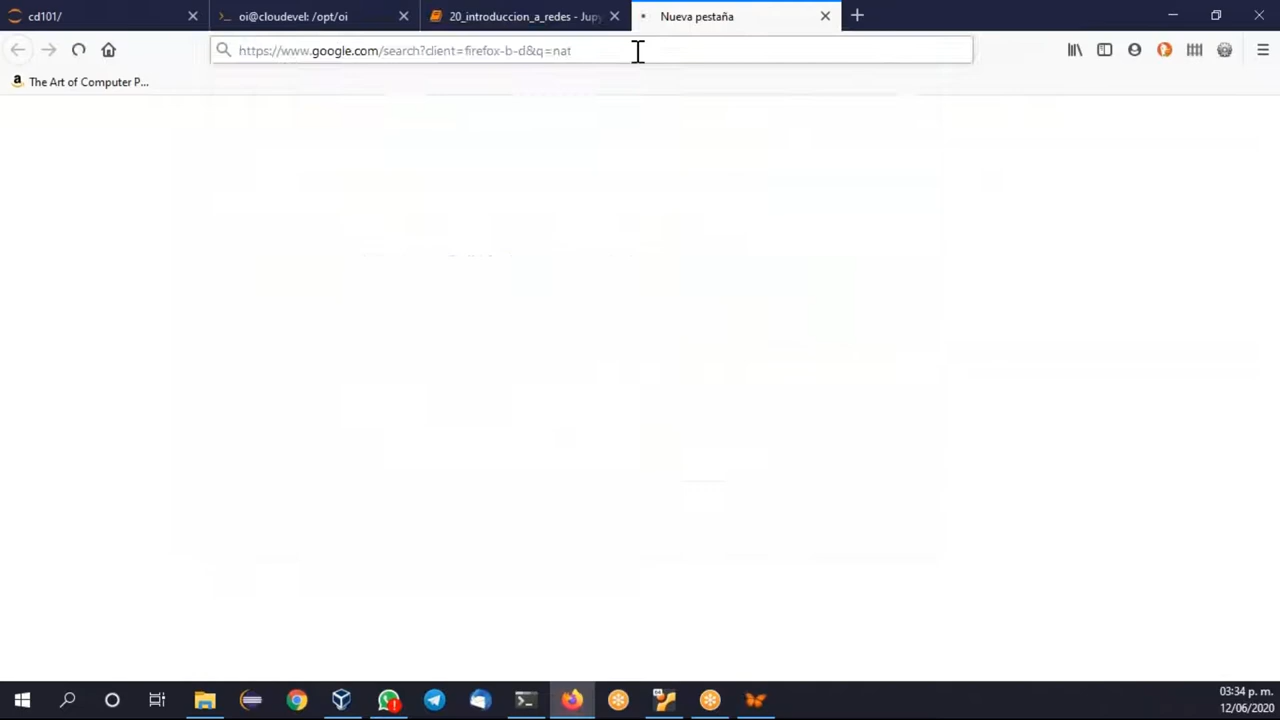 cd101/
oi@cloudevel: /opt/oi
20_introduccion_a_redes - Jupy
Nueva pestaña
https://www.google.com/search?client=firefox-b-d&q=nat
The Art of Computer P...
03:34 p. m.
12/06/2020